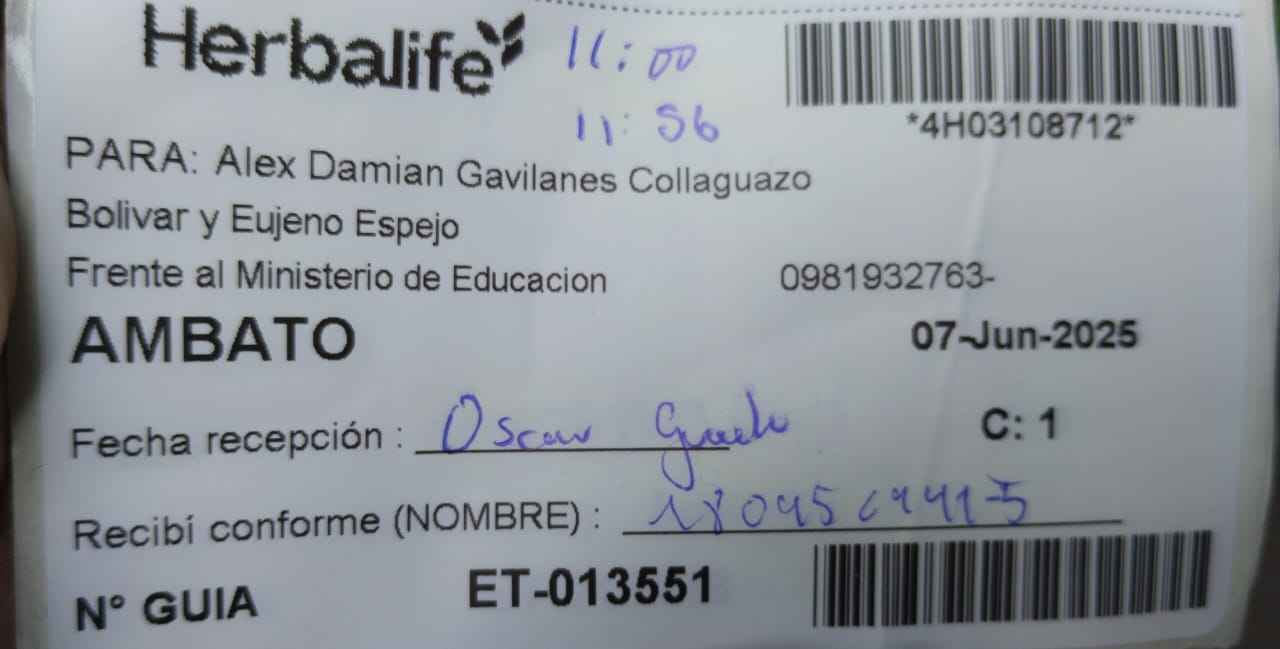 Herbalife
11:00
11:56
*4H03108712*
PARA: Alex Damian Gavilanes Collaguazo
Bolivar y Eujeno Espejo
Frente al Ministerio de Educacion 0981932763-
AMBATO
07-Jun-2025
Fecha recepción : Oscar
C: 1
Recibí conforme (NOMBRE) :
N° GUIA ET-013551